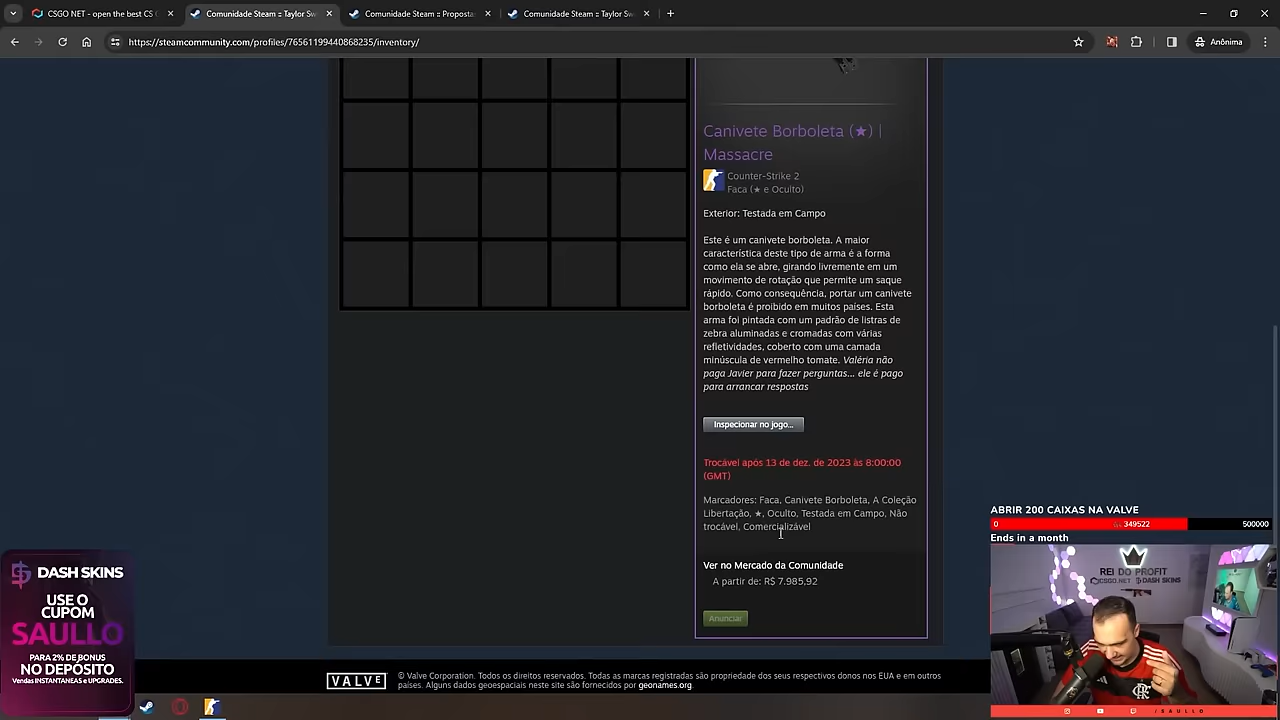 CSGO NET - open the best CS
Comunidade Steam :: Taylor Sw
Comunidade Steam :: Propost
Comunidade Steam :: Taylor Sw
https://steamcommunity.com/profiles/76561199440868235/inventory/
Anônima
Canivete Borboleta (★) |
Massacre
Counter-Strike 2
Faca (★ e Oculto)
Exterior: Testada em Campo
Este é um canivete borboleta. A maior
característica deste tipo de arma é a forma
como ela se abre, girando livremente em um
movimento de rotação que permite um saque
rápido. Como consequência, portar um canivete
borboleta é proibido em muitos países. Esta
arma foi pintada com um padrão de listras de
zebra aluminadas e cromadas com várias
refletividades, coberto com uma camada
minúscula de vermelho tomate. Valéria não
paga Javier para fazer perguntas... ele é pago
para arrancar respostas
Inspecionar no jogo...
Trocável após 13 de dez. de 2023 às 8:00:00
(GMT)
Marcadores: Faca, Canivete Borboleta, A Coleção
Libertação, ★, Oculto, Testada em Campo, Não
trocável, Comercializável
Ver no Mercado da Comunidade
A partir de: R$ 7.985,92
Anunciar
VALVE
© Valve Corporation. Todos os direitos reservados. Todas as marcas registradas são propriedade dos seus respectivos donos nos EUA e em outros
países. Alguns dados geoespaciais neste site são fornecidos por geonames.org.
DASH SKINS
USE O
CUPOM
SAULLO
PARA 2% DE BONUS
NO DEPÓSITO
Vendas INSTANTANEAS e UPGRADES.
ABRIR 200 CAIXAS NA VALVE
0 349522 500000
Ends in a month
REI DO PROFIT
CSGO.NET DASH SKINS
/SAULLO